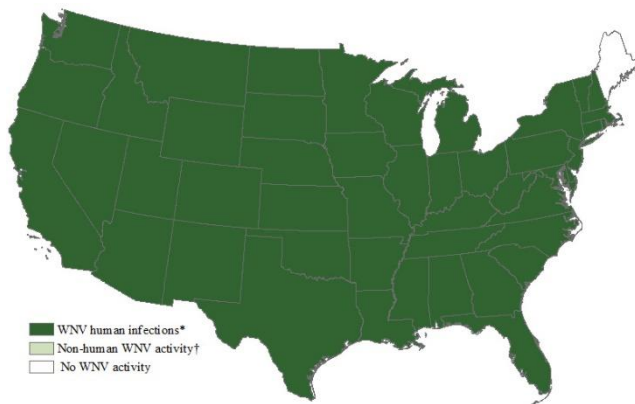 WNV human infections*
Non-human WNV activity†
No WNV activity